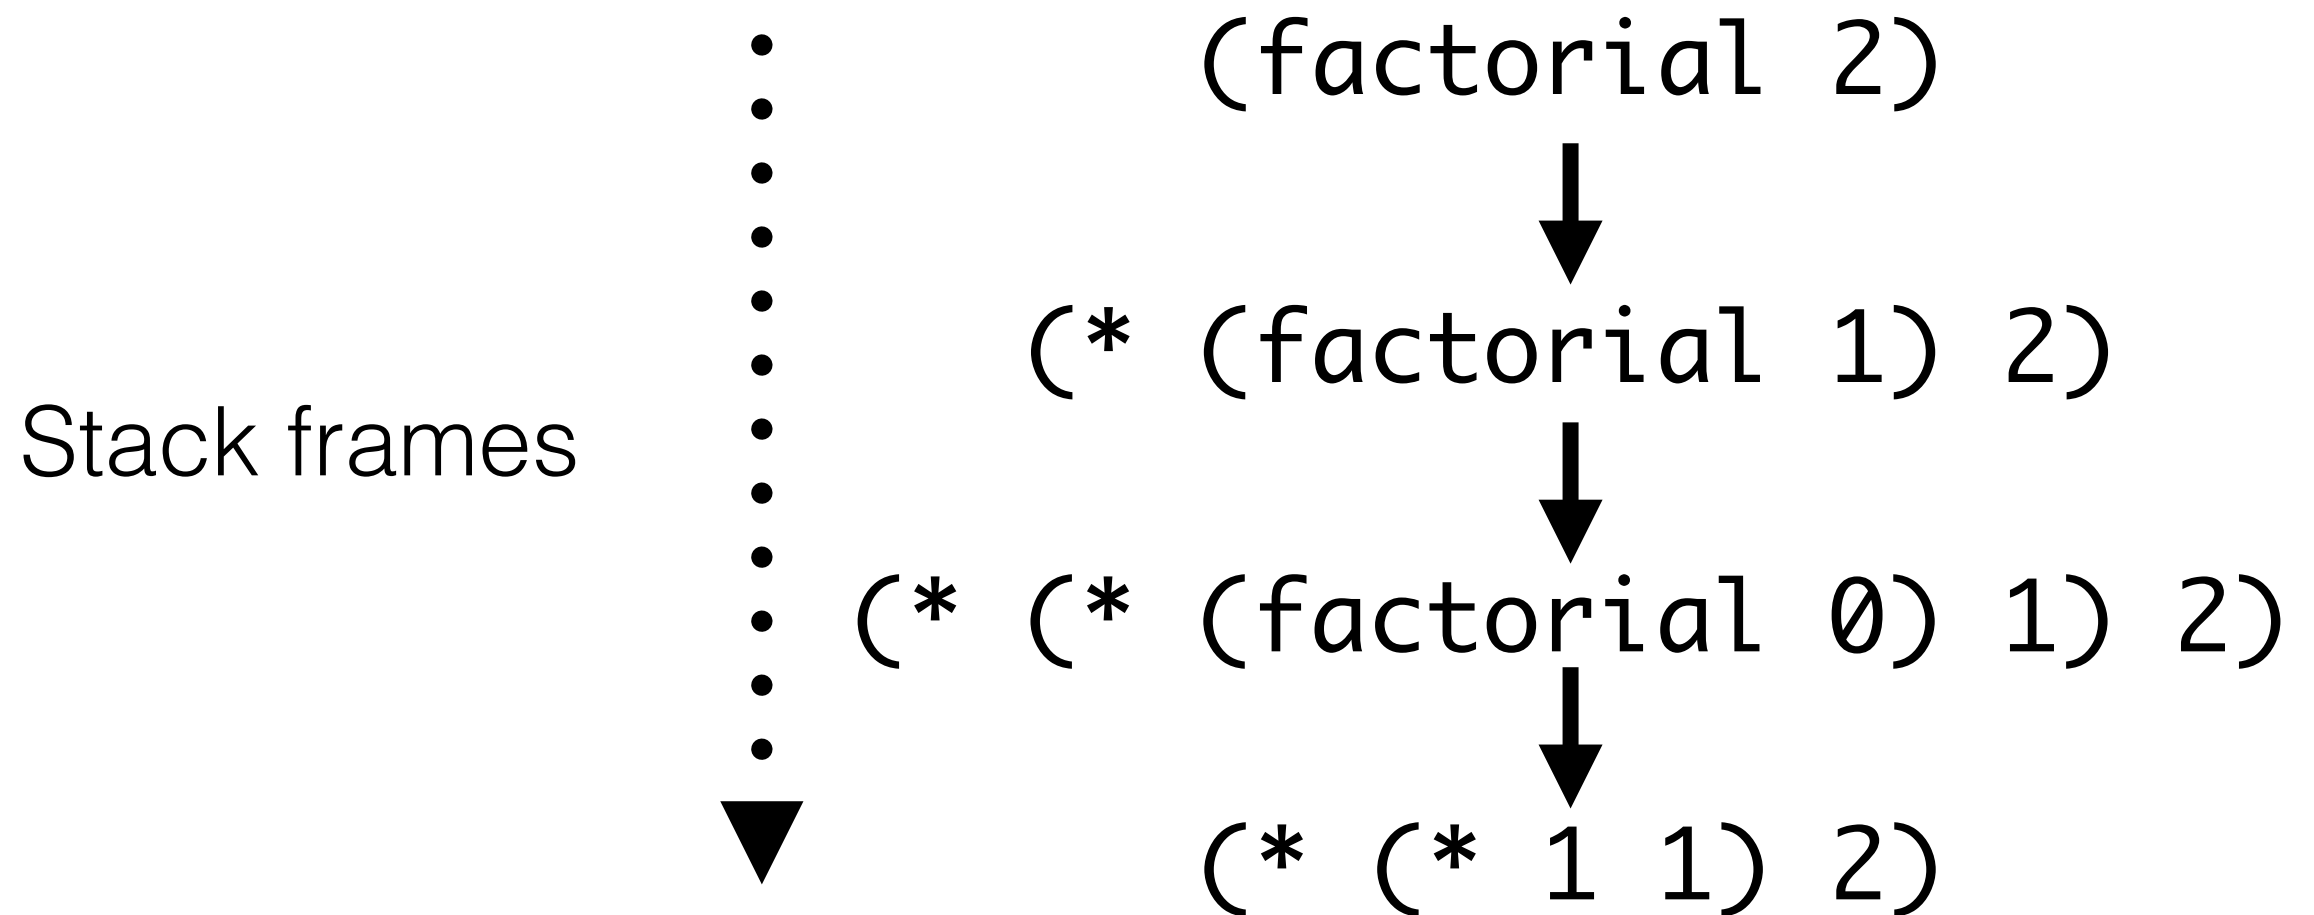 (factorial 2)
(* (factorial 1) 2)
Stack frames
(* (* (factorial 0) 1) 2)
(* (* 1 1) 2)